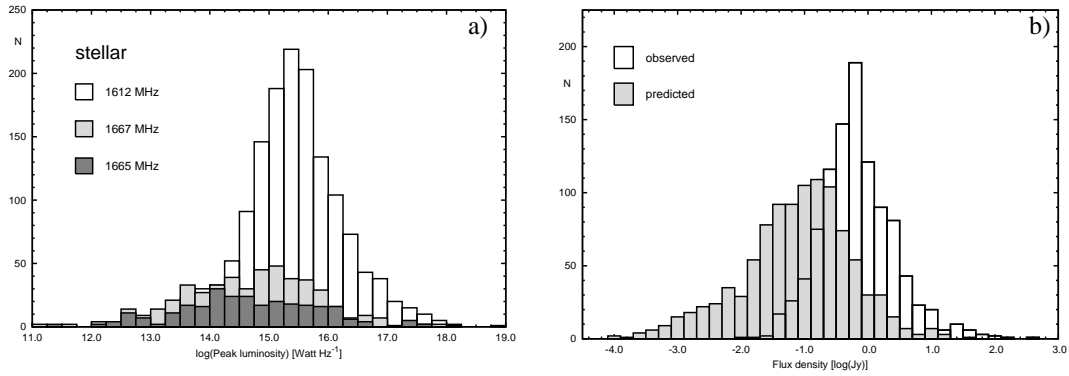 250
N
200
150
100
50
0
a)
stellar
1612 MHz
1667 MHz
1665 MHz
11.0 12.0 13.0 14.0 15.0 16.0 17.0 18.0 19.0
log(Peak luminosity) [Watt Hz⁻¹]
b)
200
N
150
100
50
0
observed
predicted
-4.0 -3.0 -2.0 -1.0 0.0 1.0 2.0 3.0
Flux density [log(Jy)]